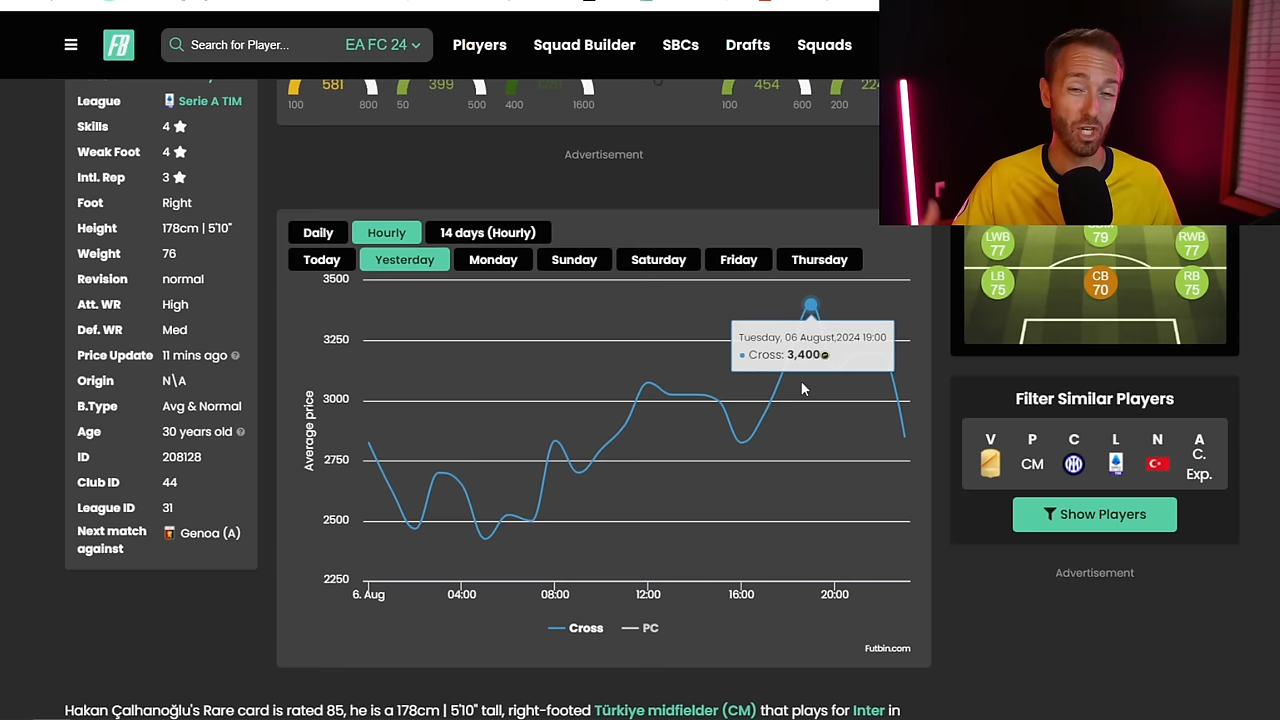 F8
Search for Player...
EA FC 24
Players
Squad Builder
SBCs
Drafts
Squads
League Serie A TIM
Skills 4
Weak Foot 4
Intl. Rep 3
Foot Right
Height 178cm | 5'10"
Weight 76
Revision normal
Att. WR High
Def. WR Med
Price Update 11 mins ago
Origin N\A
B.Type Avg & Normal
Age 30 years old
ID 208128
Club ID 44
League ID 31
Next match against Genoa (A)
581 399 454
100 800 50 500 400 1600 100 600 200
Advertisement
Daily Hourly 14 days (Hourly)
Today Yesterday Monday Sunday Saturday Friday Thursday
3500
3250
3000
2750
2500
2250
Average price
Tuesday, 06 August,2024 19:00
Cross: 3,400
6. Aug 04:00 08:00 12:00 16:00 20:00
Cross PC
Futbin.com
LWB 77
79
RWB 77
LB 75
CB 70
RB 75
Filter Similar Players
V P C L N A
CM
C. Exp.
Show Players
Advertisement
Hakan Çalhanoğlu's Rare card is rated 85, he is a 178cm | 5'10" tall, right-footed Türkiye midfielder (CM) that plays for Inter in